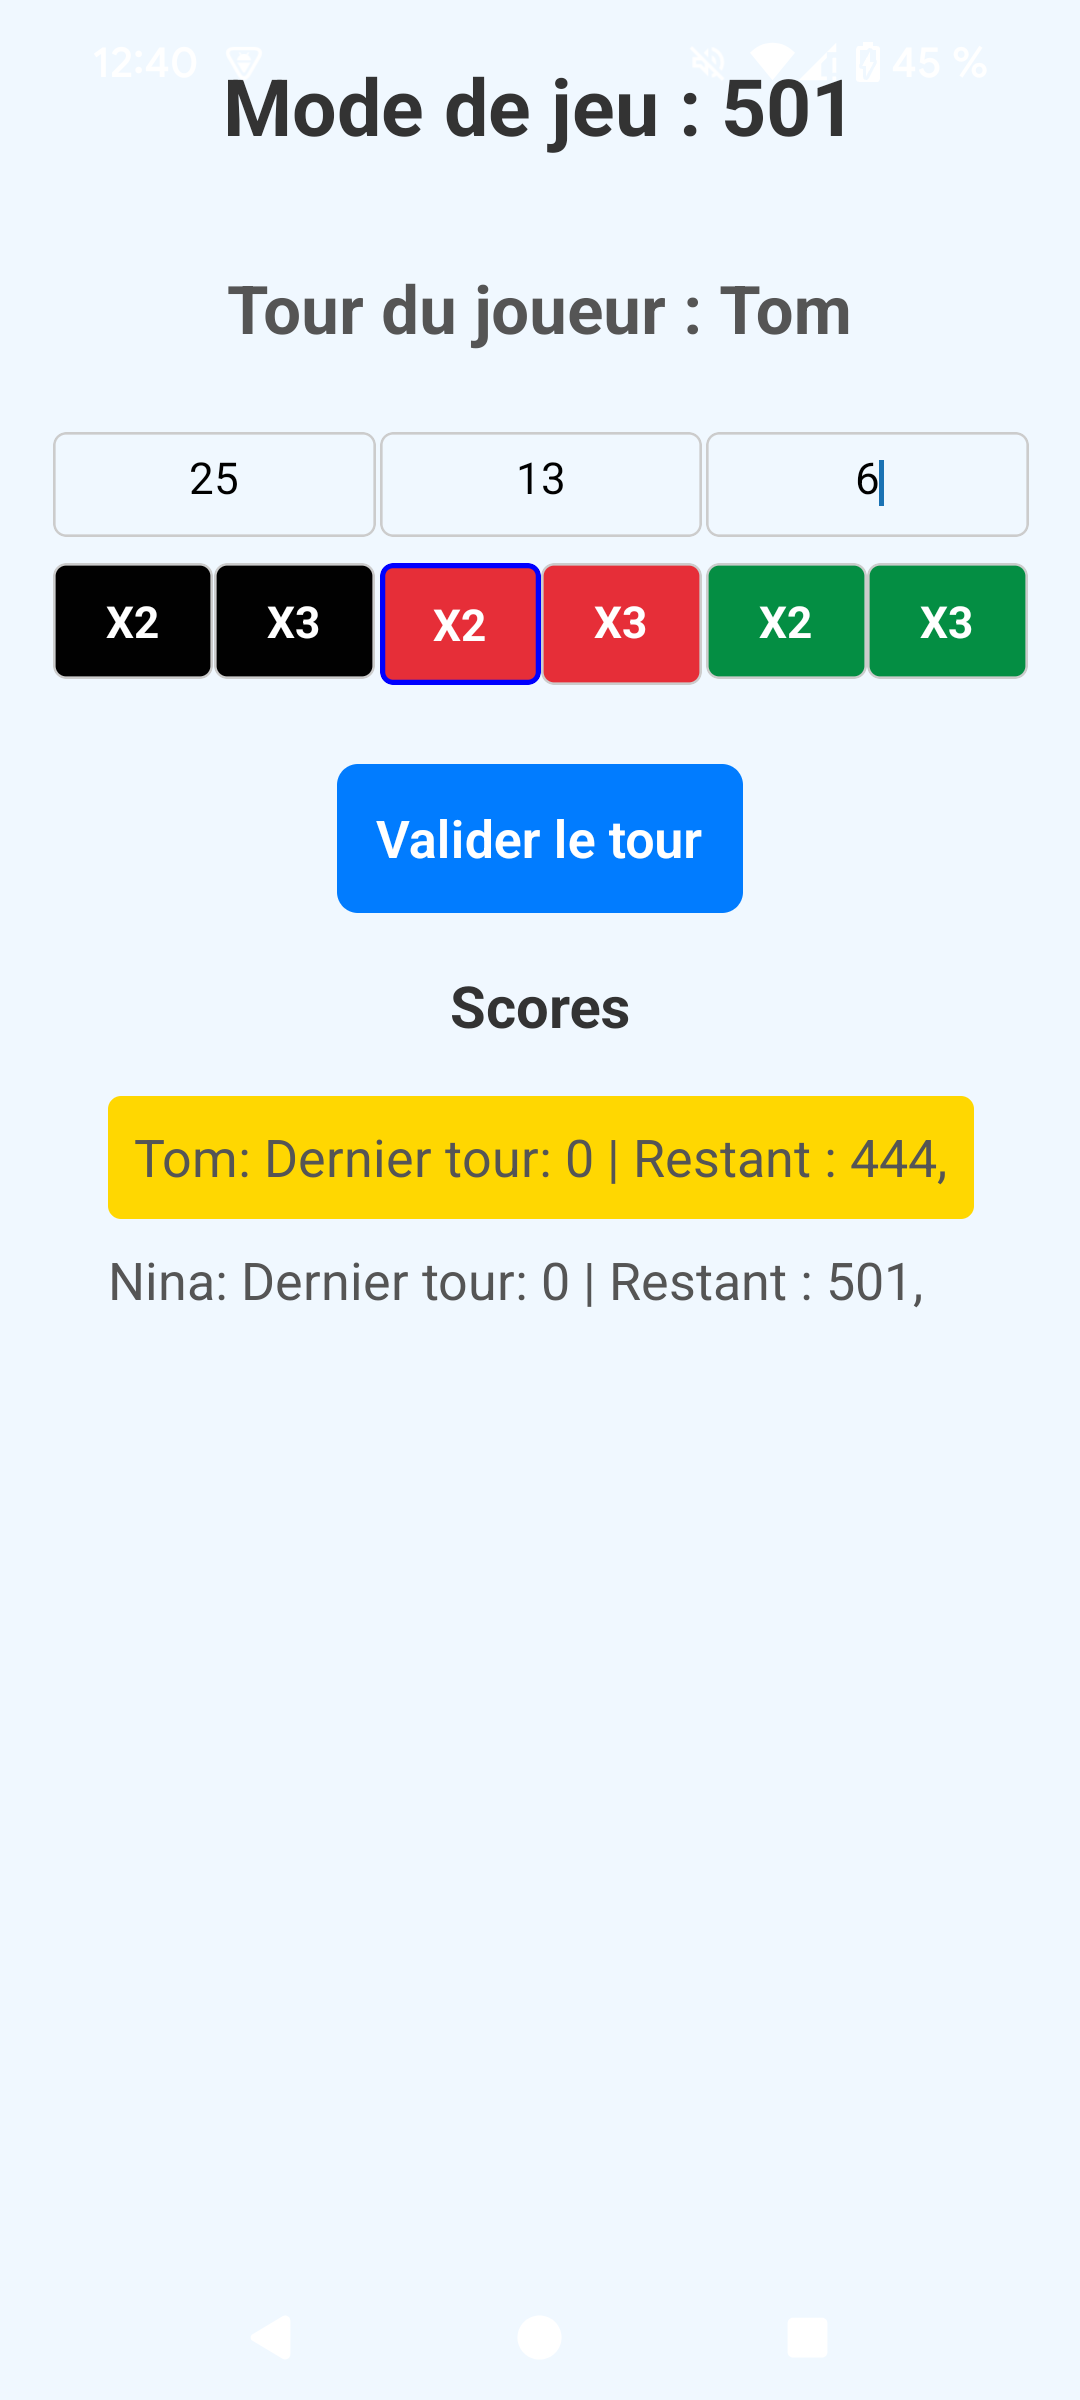 12:40 45 %
Mode de jeu : 501
Tour du joueur : Tom
25 13 6
X2 X3 X2 X3 X2 X3
Valider le tour
Scores
Tom: Dernier tour: 0 | Restant : 444,
Nina: Dernier tour: 0 | Restant : 501,